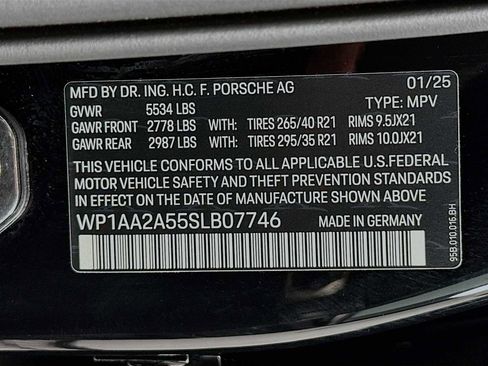 MFD BY DR. ING. H.C. F. PORSCHE AG 01/25
GVWR 5534 LBS TYPE: MPV
GAWR FRONT 2778 LBS WITH: TIRES 265/40 R21 RIMS 9.5JX21
GAWR REAR 2987 LBS WITH: TIRES 295/35 R21 RIMS 10.0JX21
THIS VEHICLE CONFORMS TO ALL APPLICABLE U.S.FEDERAL
MOTOR VEHICLE SAFETY AND THEFT PREVENTION STANDARDS
IN EFFECT ON THE DATE OF MANUFACTURE SHOWN ABOVE
WP1AA2A55SLB07746 MADE IN GERMANY
95B.010.016.BH